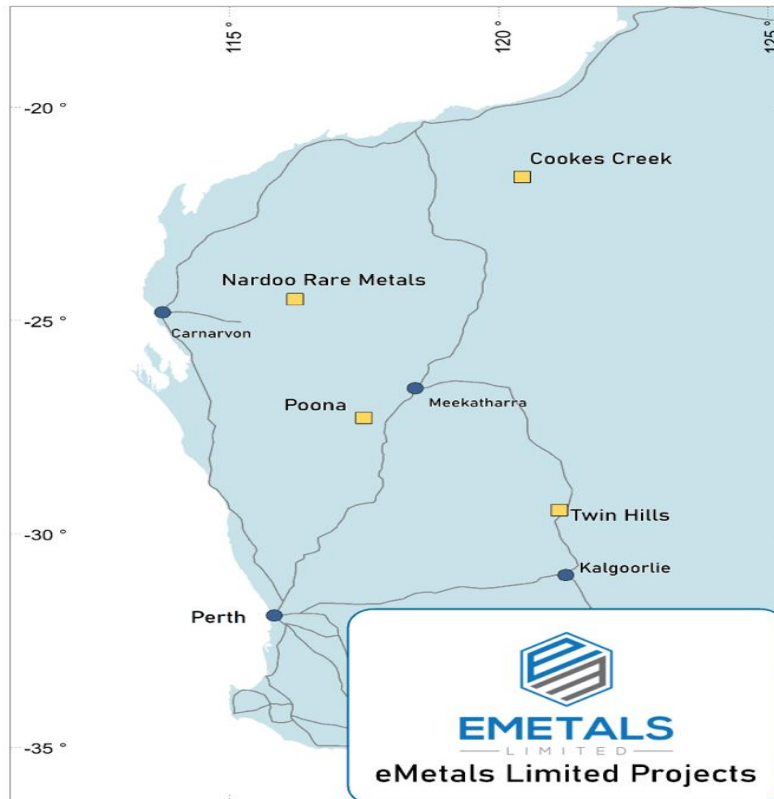 115 °
120 °
125 °
-20 °
Cookes Creek
Nardoo Rare Metals
-25 °
Carnarvon
Poona
Meekatharra
-30 °
Twin Hills
Kalgoorlie
Perth
EMETALS
LIMITED
-35 °
eMetals Limited Projects